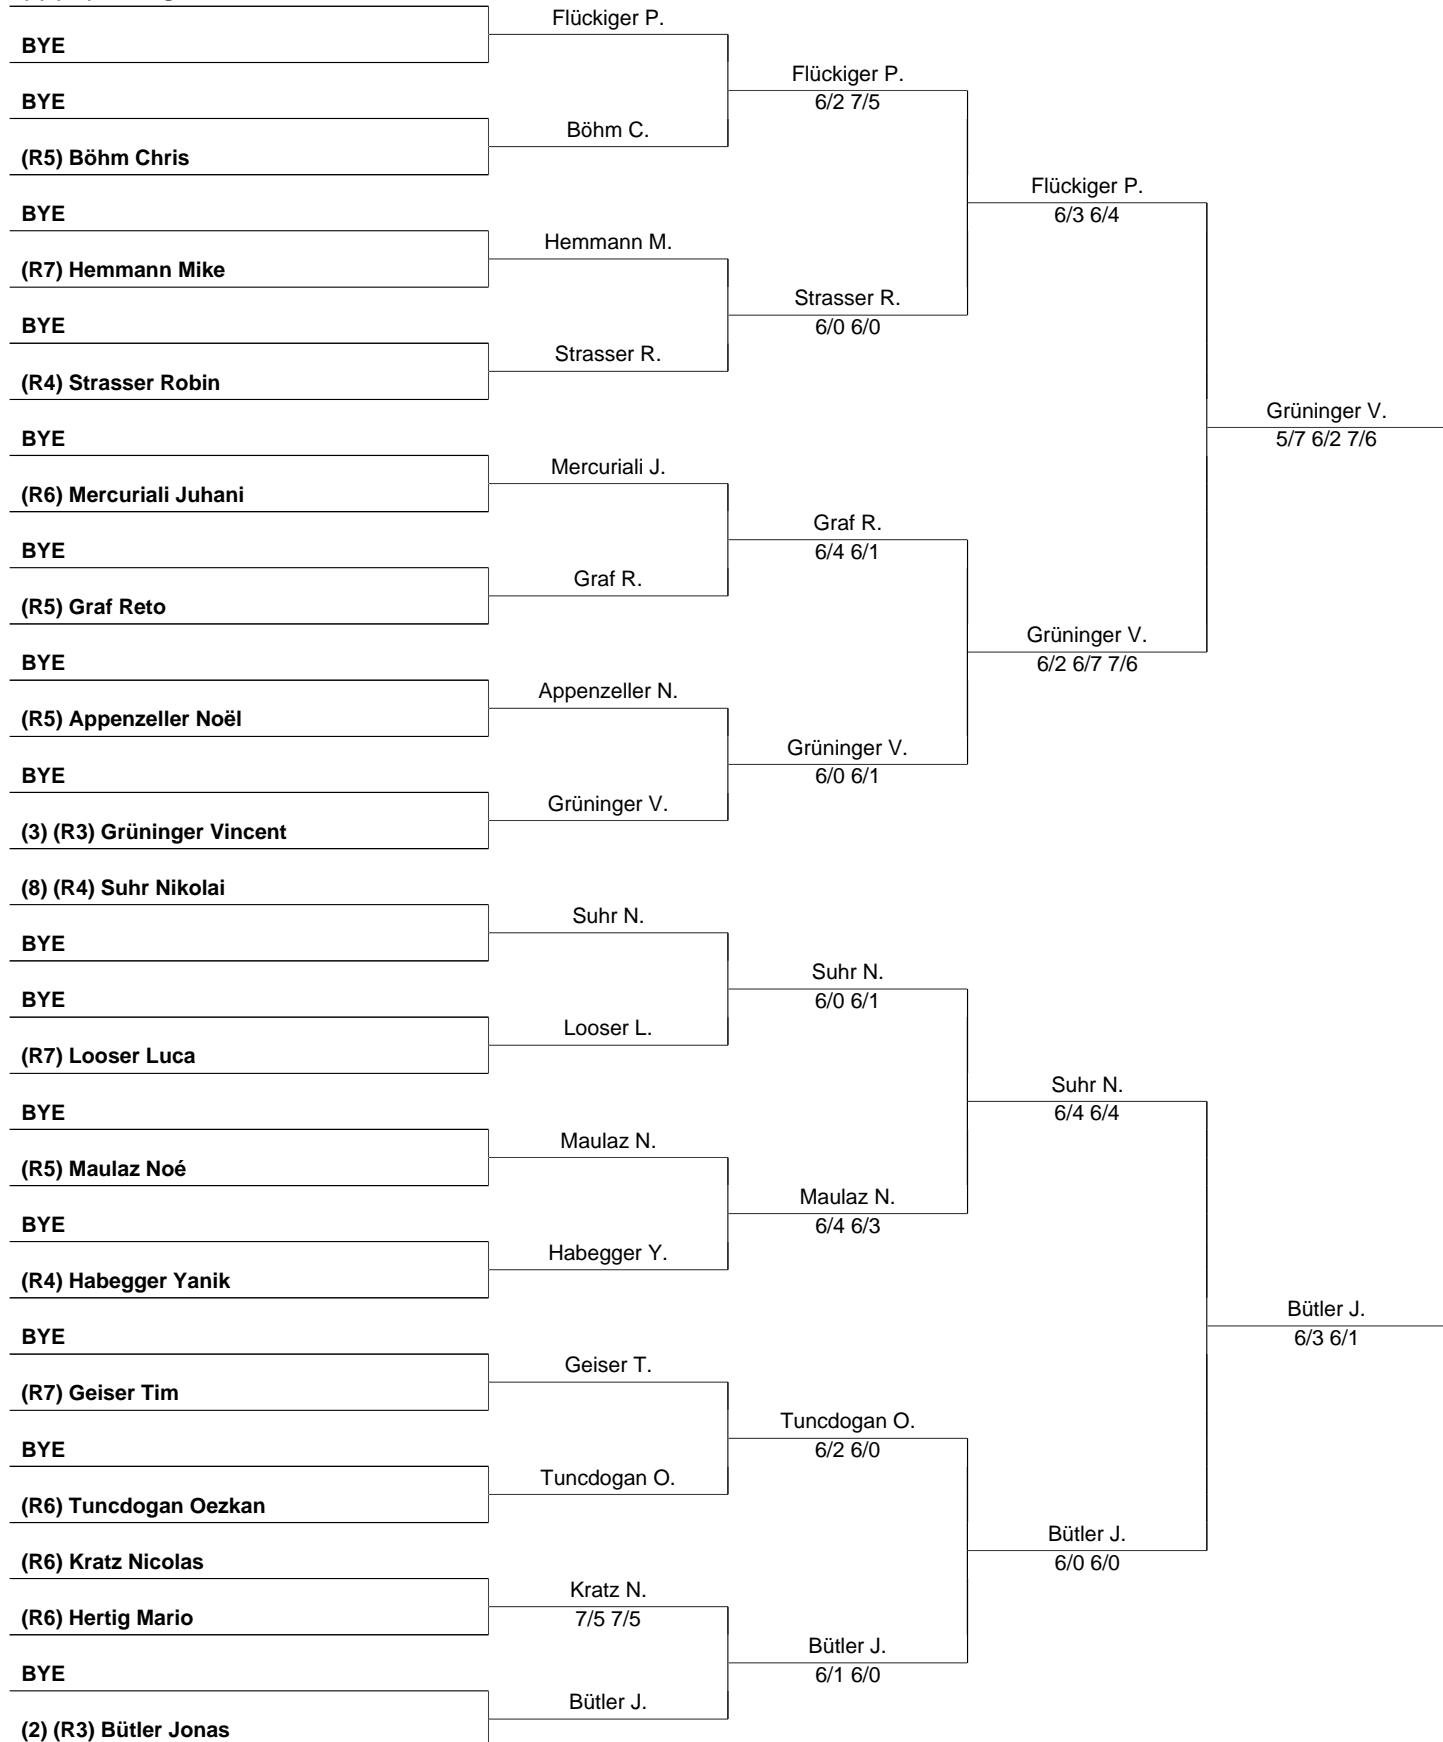 Flückiger P.
BYE
Flückiger P.
BYE
6/2 7/5
Böhm C.
(R5) Böhm Chris
Flückiger P.
BYE
6/3 6/4
Hemmann M.
(R7) Hemmann Mike
Strasser R.
BYE
6/0 6/0
Strasser R.
(R4) Strasser Robin
Grüninger V.
BYE
5/7 6/2 7/6
Mercuriali J.
(R6) Mercuriali Juhani
Graf R.
BYE
6/4 6/1
Graf R.
(R5) Graf Reto
Grüninger V.
BYE
6/2 6/7 7/6
Appenzeller N.
(R5) Appenzeller Noël
Grüninger V.
BYE
6/0 6/1
Grüninger V.
(3) (R3) Grüninger Vincent
(8) (R4) Suhr Nikolai
Suhr N.
BYE
Suhr N.
BYE
6/0 6/1
Looser L.
(R7) Looser Luca
Suhr N.
BYE
6/4 6/4
Maulaz N.
(R5) Maulaz Noé
Maulaz N.
BYE
6/4 6/3
Habegger Y.
(R4) Habegger Yanik
Bütler J.
BYE
6/3 6/1
Geiser T.
(R7) Geiser Tim
Tuncdogan O.
BYE
6/2 6/0
Tuncdogan O.
(R6) Tuncdogan Oezkan
Bütler J.
(R6) Kratz Nicolas
6/0 6/0
Kratz N.
(R6) Hertig Mario
7/5 7/5
Bütler J.
BYE
6/1 6/0
Bütler J.
(2) (R3) Bütler Jonas